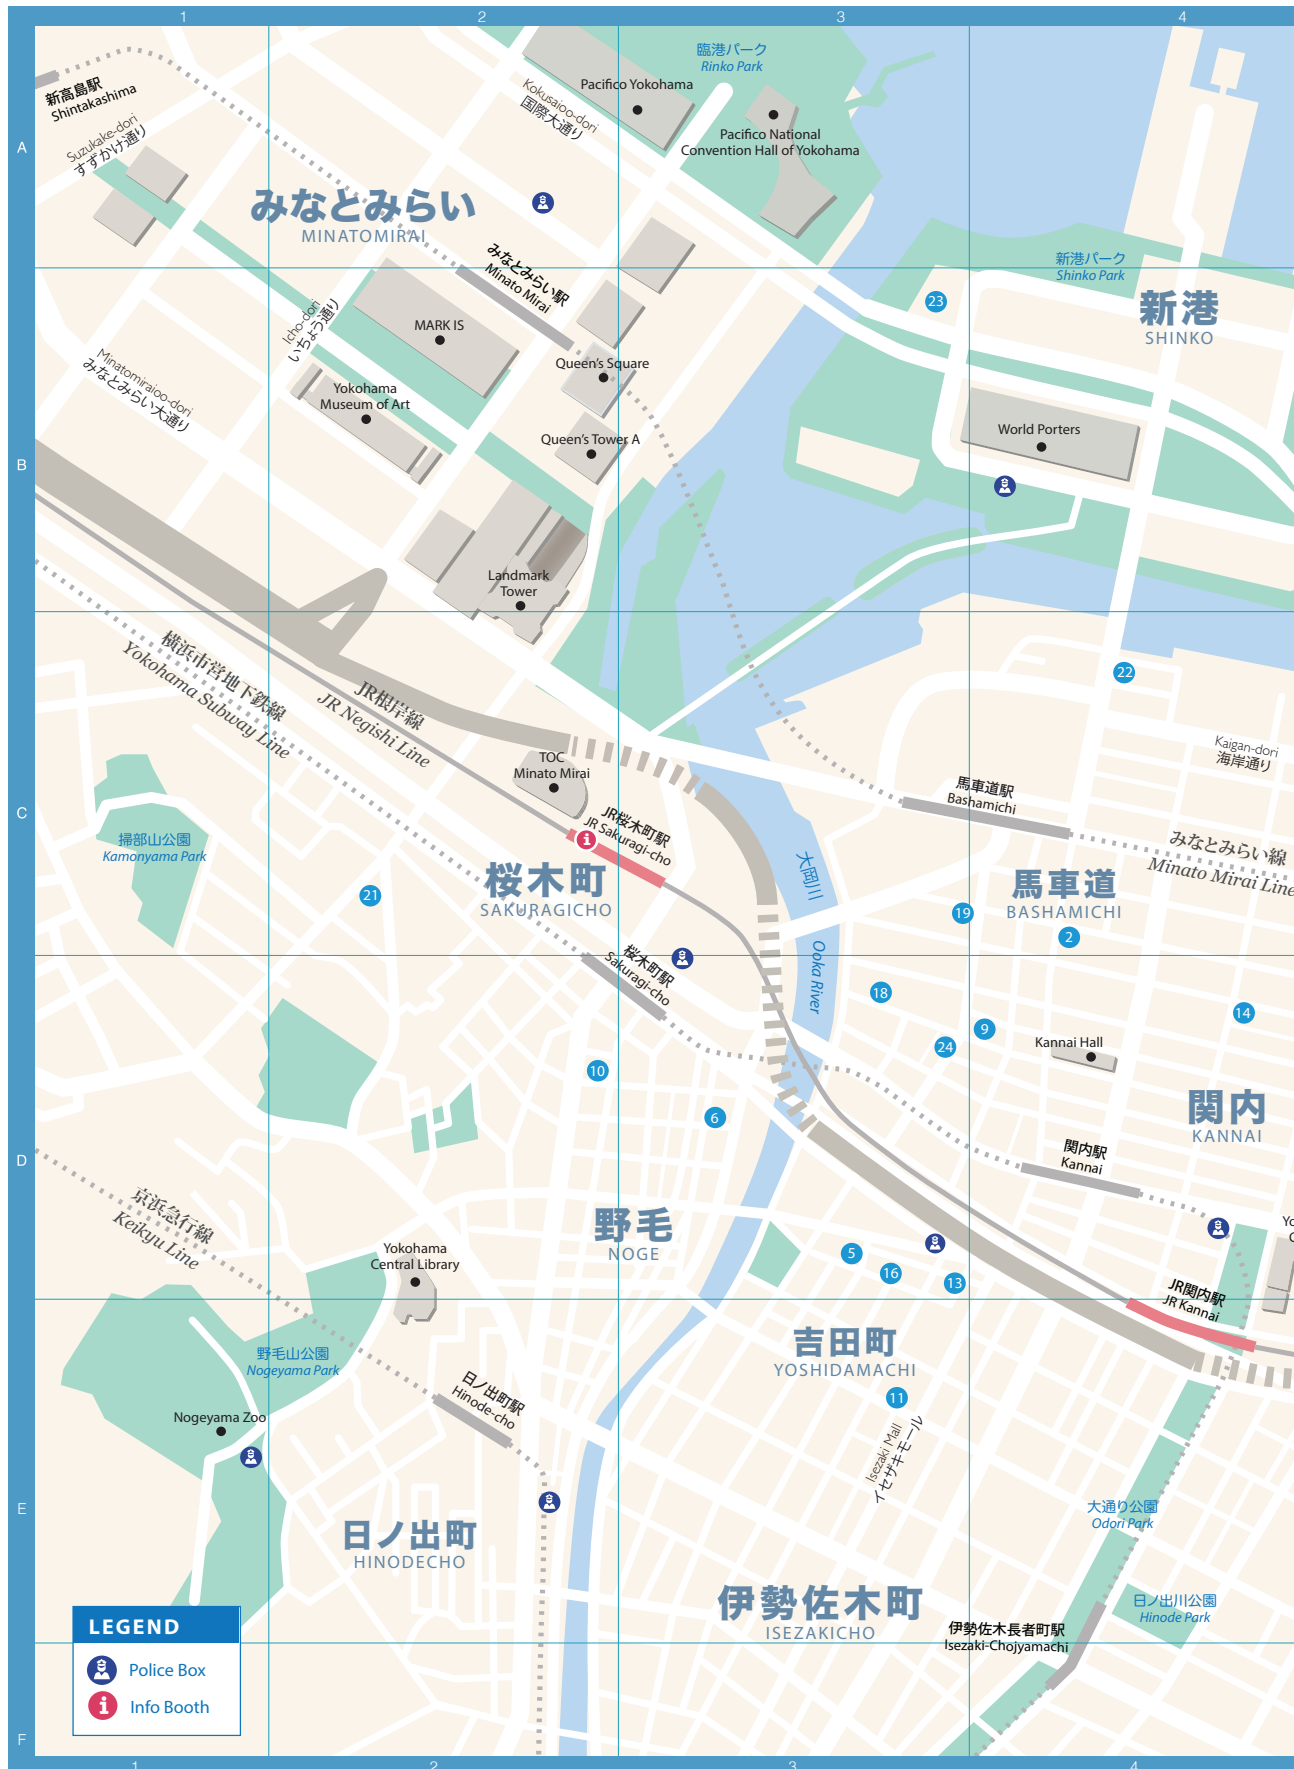 1
2
3
4
A
新高島駅
Shintakashima
Suzukake-dori
すずかけ通り
Kokusaioo-dori
国際大通り
Pacifico Yokohama
臨港パーク
Rinko Park
Pacifico National
Convention Hall of Yokohama
みなとみらい
MINATOMIRAI
みなとみらい駅
Minato Mirai
新港パーク
Shinko Park
23
新港
SHINKO
Icho-dori
いちょう通り
MARK IS
Queen's Square
Minatomiraioo-dori
みなとみらい大通り
Yokohama
Museum of Art
Queen's Tower A
World Porters
B
Landmark
Tower
横浜市営地下鉄線
Yokohama Subway Line
JR根岸線
JR Negishi Line
22
Kaigan-dori
海岸通り
TOC
Minato Mirai
馬車道駅
Bashamichi
C
掃部山公園
Kamonyama Park
JR桜木町駅
JR Sakuragi-cho
みなとみらい線
Minato Mirai Line
大岡川
Ooka River
桜木町
SAKURAGICHO
馬車道
BASHAMICHI
21
19
2
桜木町駅
Sakuragi-cho
18
14
9
24
Kannai Hall
10
6
関内
KANNAI
関内駅
Kannai
D
京浜急行線
Keikyu Line
野毛
NOGE
Yokohama
Central Library
5
16
13
Yo
C
JR関内駅
JR Kannai
吉田町
YOSHIDAMACHI
野毛山公園
Nogeyama Park
日ノ出町駅
Hinode-cho
11
Isezaki Mall
イセザキモール
Nogeyama Zoo
E
大通り公園
Odori Park
日ノ出町
HINODECHO
伊勢佐木町
ISEZAKICHO
日ノ出川公園
Hinode Park
伊勢佐木長者町駅
Isezaki-Chojyamachi
LEGEND
Police Box
i Info Booth
F
1
2
3
4